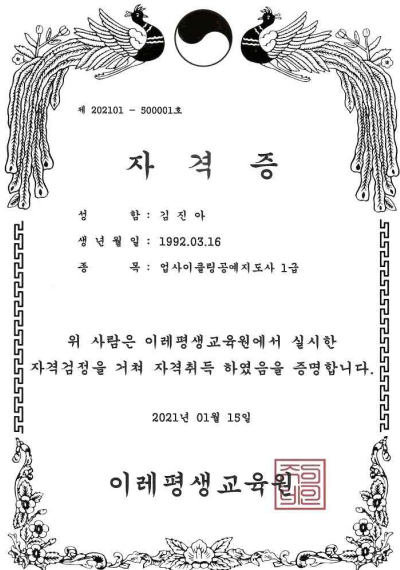 제 202101 - 500001호
자 격 증
성 함 : 김진아
생년월일 : 1992.03.16
종 목 : 업사이클링공예지도사 1급
위 사람은 이레평생교육원에서 실시한
자격검정을 거쳐 자격취득 하였음을 증명합니다.
2021년 01월 15일
이레평생교육원